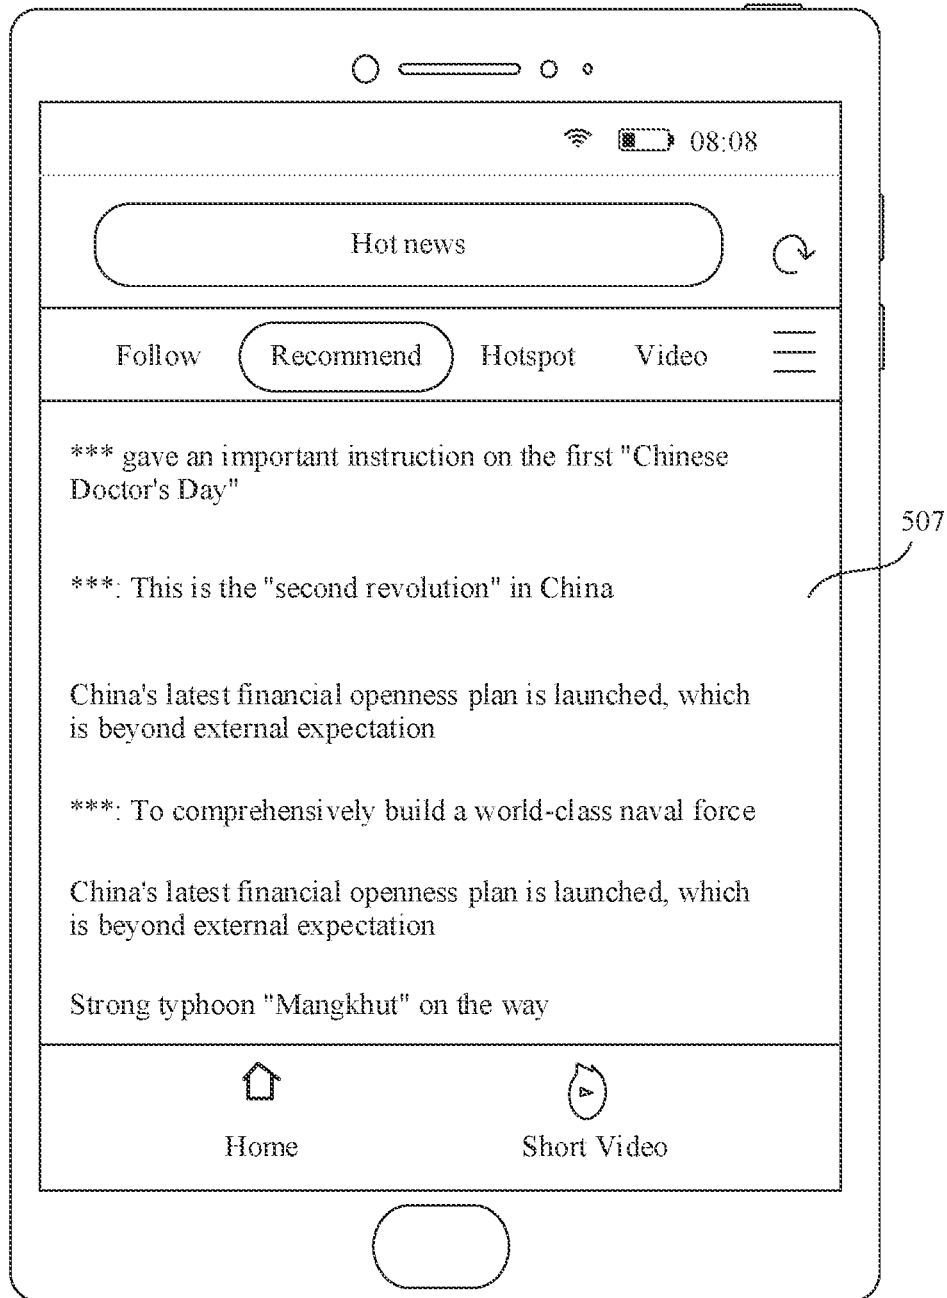 08:08
Hot news
Follow Recommend Hotspot Video
*** gave an important instruction on the first "Chinese
Doctor's Day"
507
***: This is the "second revolution" in China
China's latest financial openness plan is launched, which
is beyond external expectation
***: To comprehensively build a world-class naval force
China's latest financial openness plan is launched, which
is beyond external expectation
Strong typhoon "Mangkhut" on the way
Home Short Video